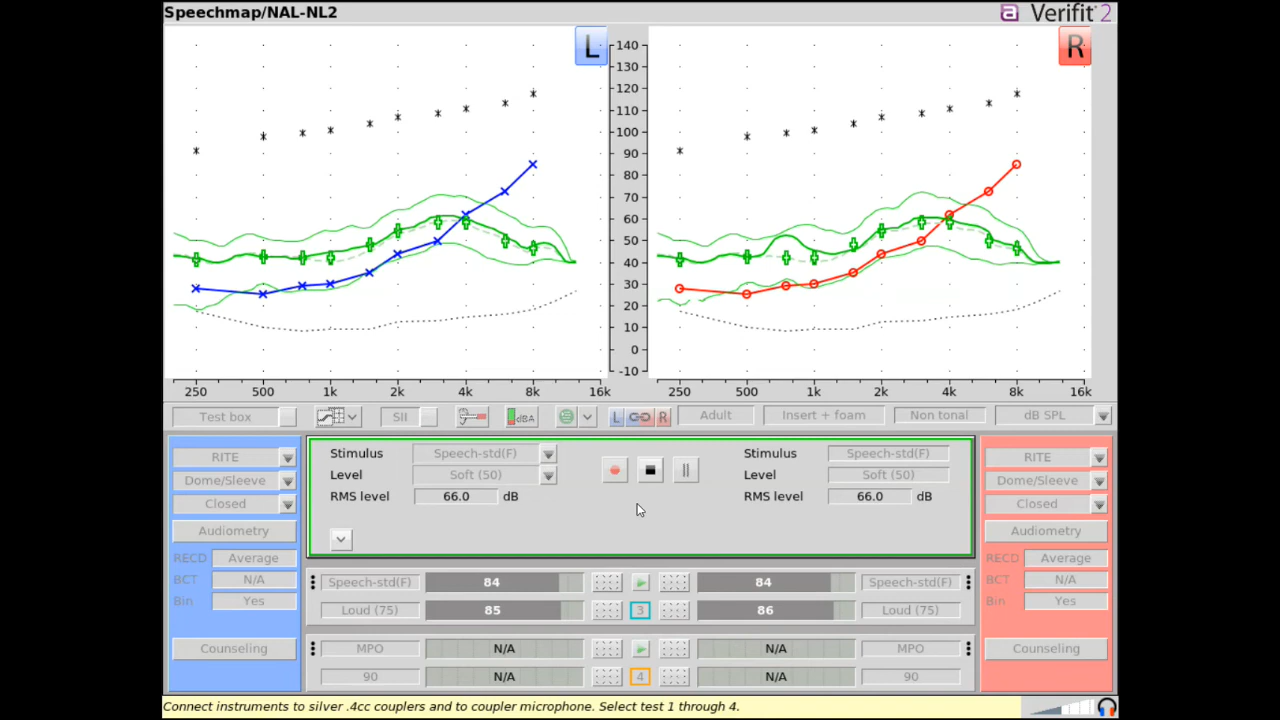 Speechmap/NAL-NL2
a Verifit 2
L
R
140
130
120
110
100
90
80
70
60
50
40
30
20
10
0
-10
250 500 1k 2k 4k 8k 16k
250 500 1k 2k 4k 8k 16k
Test box
SII
dBA
L R
Adult
Insert + foam
Non tonal
dB SPL
RITE
Dome/Sleeve
Closed
Audiometry
RECD Average
BCT N/A
Bin Yes
Counseling
Stimulus Speech-std(F)
Level Soft (50)
RMS level 66.0 dB
Stimulus Speech-std(F)
Level Soft (50)
RMS level 66.0 dB
Speech-std(F) 84 84 Speech-std(F)
Loud (75) 85 3 86 Loud (75)
MPO N/A N/A MPO
90 N/A 4 N/A 90
RITE
Dome/Sleeve
Closed
Audiometry
RECD Average
BCT N/A
Bin Yes
Counseling
Connect instruments to silver .4cc couplers and to coupler microphone. Select test 1 through 4.